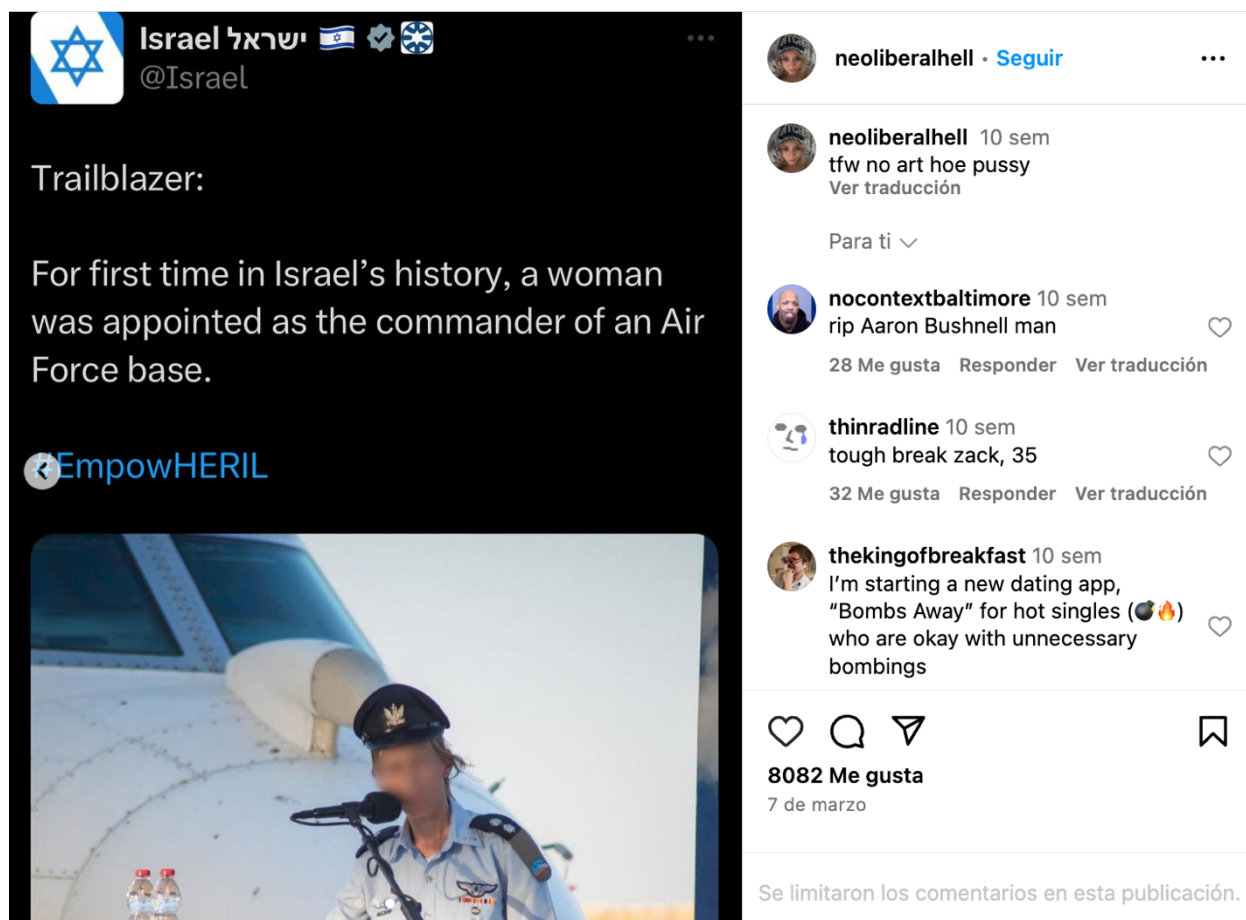 Israel ישראל 🇮🇱
@Israel
Trailblazer:
For first time in Israel’s history, a woman
was appointed as the commander of an Air
Force base.
#EmpowHERIL
neoliberalhell • Seguir
neoliberalhell 10 sem
tfw no art hoe pussy
Ver traducción
Para ti
nocontextbaltimore 10 sem
rip Aaron Bushnell man
28 Me gusta Responder Ver traducción
thinradline 10 sem
tough break zack, 35
32 Me gusta Responder Ver traducción
thekingofbreakfast 10 sem
I’m starting a new dating app,
“Bombs Away” for hot singles (💣🔥)
who are okay with unnecessary
bombings
8082 Me gusta
7 de marzo
Se limitaron los comentarios en esta publicación.